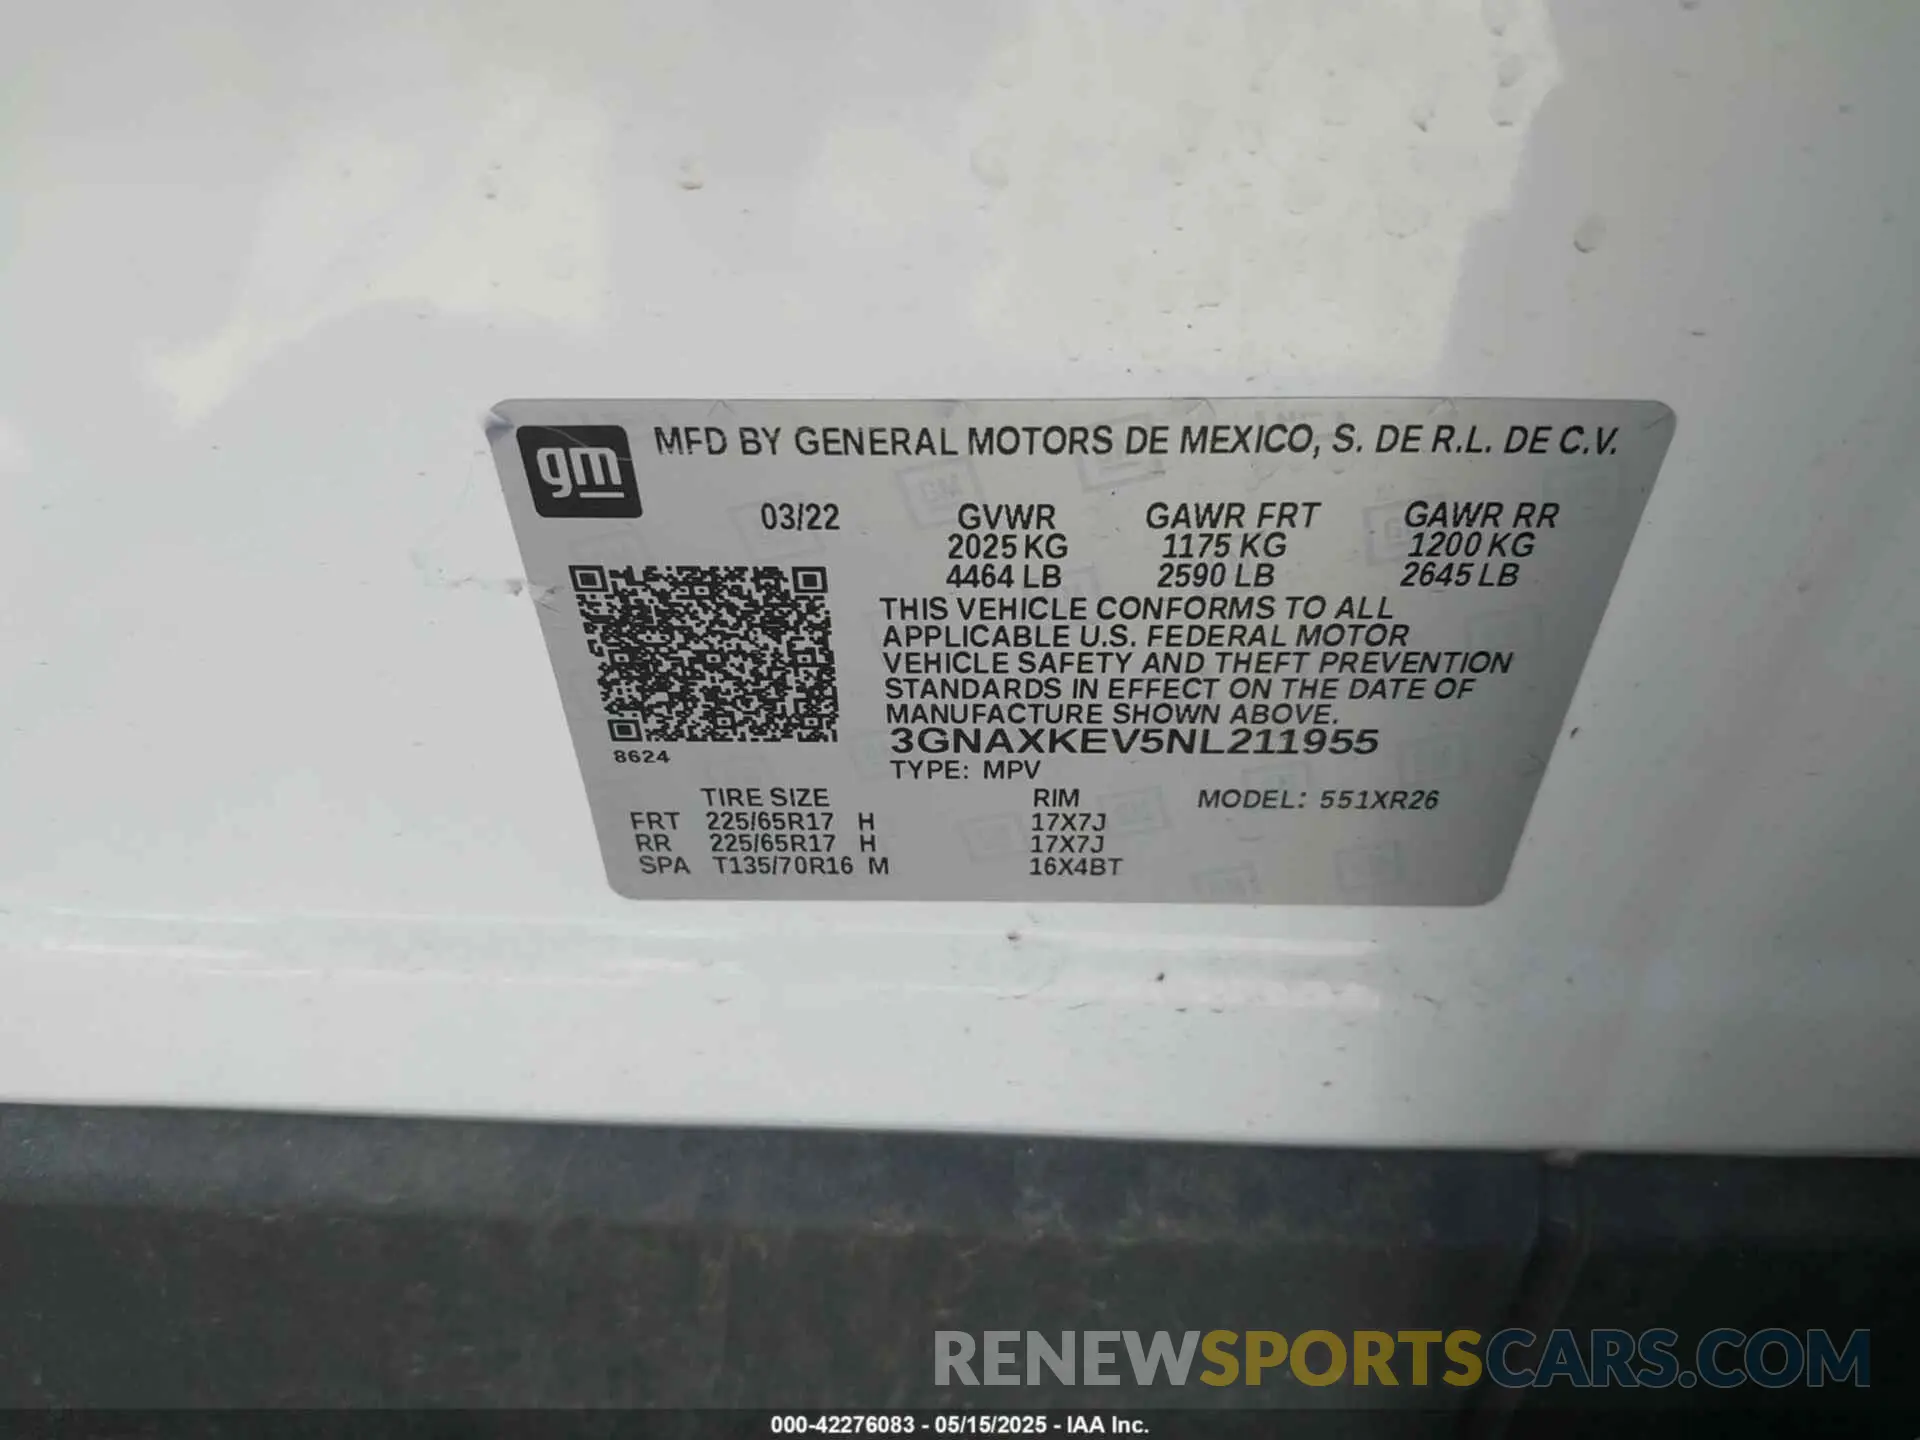 gm MFD BY GENERAL MOTORS DE MEXICO, S. DE R.L. DE C.V.
03/22 GVWR GAWR FRT GAWR RR
2025 KG 1175 KG 1200 KG
4464 LB 2590 LB 2645 LB
THIS VEHICLE CONFORMS TO ALL
APPLICABLE U.S. FEDERAL MOTOR
VEHICLE SAFETY AND THEFT PREVENTION
STANDARDS IN EFFECT ON THE DATE OF
MANUFACTURE SHOWN ABOVE.
3GNAXKEV5NL211955
8624
TYPE: MPV
TIRE SIZE RIM MODEL: 551XR26
FRT 225/65R17 H 17X7J
RR 225/65R17 H 17X7J
SPA T135/70R16 M 16X4BT
RENEWSPORTSCARS.COM
000-42276083 - 05/15/2025 - IAA Inc.